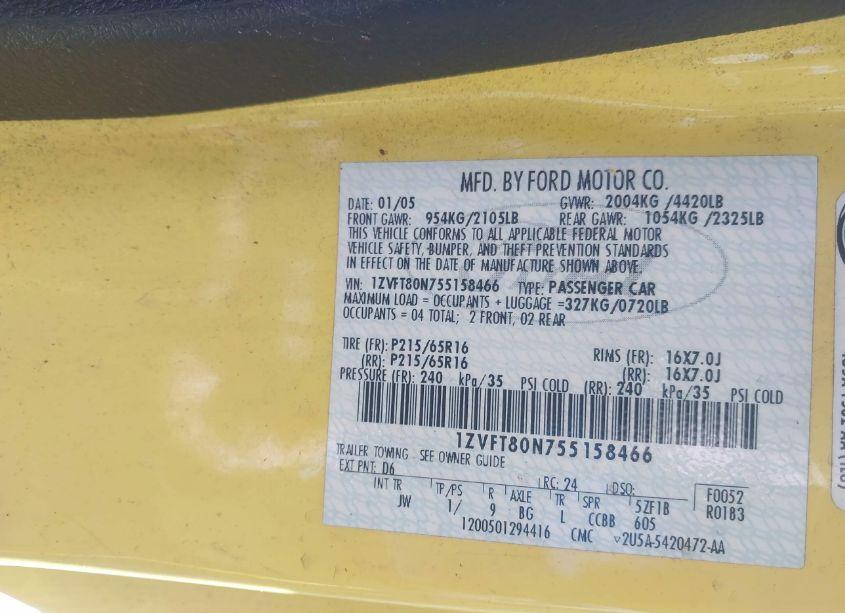 MFD. BY FORD MOTOR CO.
DATE: 01/05 GVWR: 2004KG /4420LB
FRONT GAWR: 954KG/2105LB REAR GAWR: 1054KG /2325LB
THIS VEHICLE CONFORMS TO ALL APPLICABLE FEDERAL MOTOR
VEHICLE SAFETY, BUMPER, AND THEFT PREVENTION STANDARDS
IN EFFECT ON THE DATE OF MANUFACTURE SHOWN ABOVE.
VIN: 1ZVFT80N755158466 TYPE: PASSENGER CAR
MAXIMUM LOAD = OCCUPANTS + LUGGAGE =327KG/0720LB
OCCUPANTS = 04 TOTAL; 2 FRONT, 02 REAR
TIRE (FR): P215/65R16 RIMS (FR): 16X7.0J
(RR): P215/65R16 (RR): 16X7.0J
PRESSURE (FR): 240 kPa/35 PSI COLD (RR): 240 kPa/35 PSI COLD
1ZVFT80N755158466
TRAILER TOWING - SEE OWNER GUIDE
EXT PNT: D6 RC: 24 DSO: F0052
INT TR TP/PS R AXLE TR SPR 5ZF1B R0183
JW 1/ 9 BG L CCBB 605
1200501294416 CMC v2U5A-5420472-AA